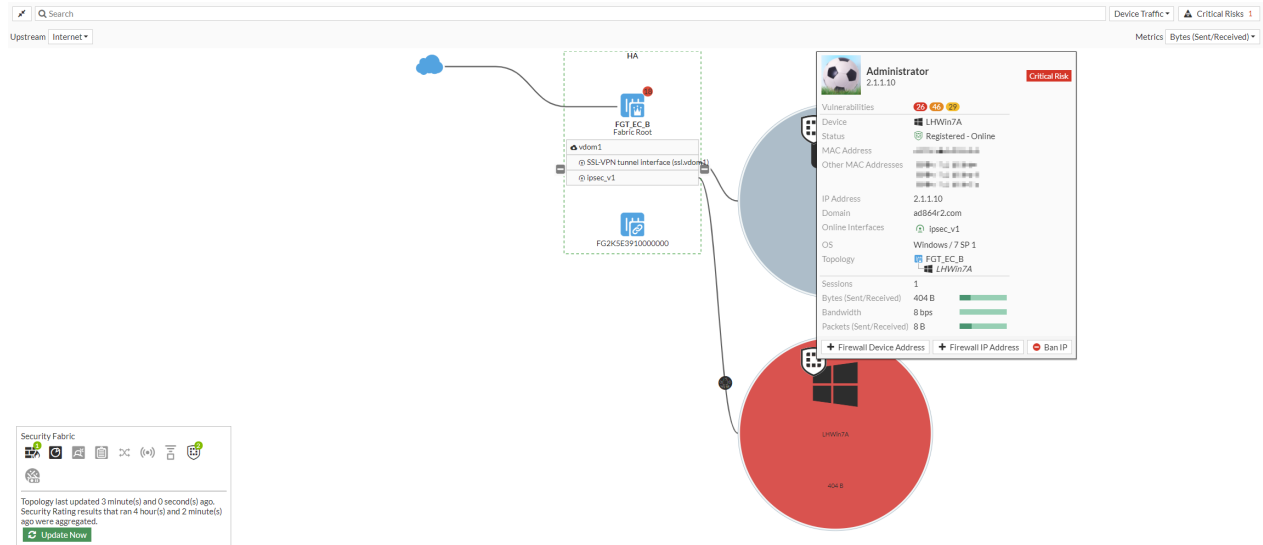 Search
Device Traffic
Critical Risks 1
Upstream Internet
Metrics Bytes (Sent/Received)
HA
10
FGT_EC_B
Fabric Root
vdom1
SSL-VPN tunnel interface (ssl.vdom1)
ipsec_v1
FG2K5E3910000000
Administrator
2.1.1.10
Critical Risk
Vulnerabilities 26 46 29
Device LHWin7A
Status Registered - Online
MAC Address
Other MAC Addresses
IP Address 2.1.1.10
Domain ad864r2.com
Online Interfaces ipsec_v1
OS Windows / 7 SP 1
Topology FGT_EC_B
LHWin7A
Sessions 1
Bytes (Sent/Received) 404 B
Bandwidth 8 bps
Packets (Sent/Received) 8 B
Firewall Device Address
Firewall IP Address
Ban IP
LHWin7A
404 B
Security Fabric
1
2
Topology last updated 3 minute(s) and 0 second(s) ago.
Security Rating results that ran 4 hour(s) and 2 minute(s)
ago were aggregated.
Update Now